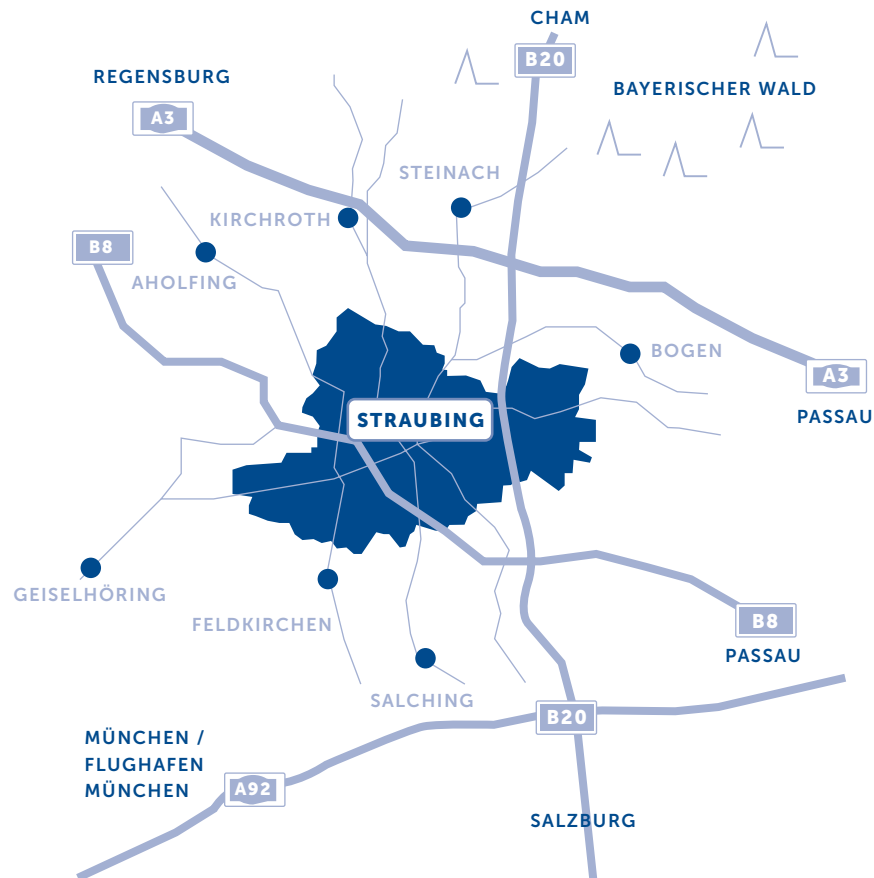 CHAM
B20
REGENSBURG
BAYERISCHER WALD
A3
STEINACH
KIRCHROTH
B8
AHOLFING
BOGEN
A3
PASSAU
STRAUBING
GEISELHÖRING
FELDKIRCHEN
B8
PASSAU
SALCHING
B20
MÜNCHEN /
FLUGHAFEN
MÜNCHEN
A92
SALZBURG